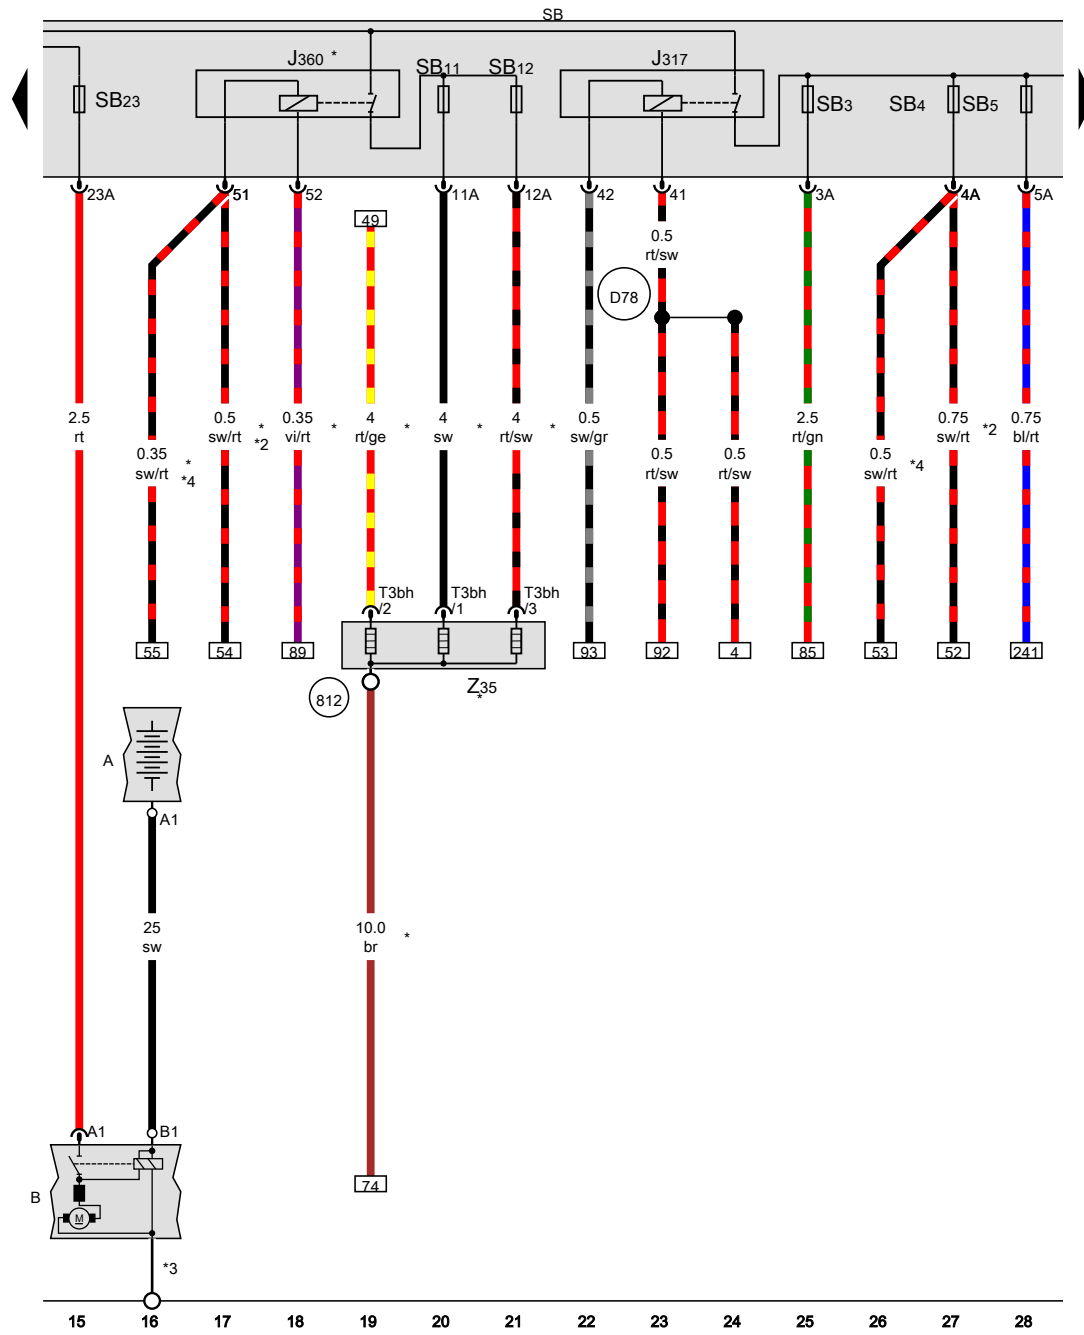 SB
SB23
J360 *
SB11
SB12
J317
SB3
SB4
SB5
23A
51
52
11A
12A
42
41
3A
4A
5A
49
0.5
rt/sw
D78
2.5
rt
0.5
sw/rt
*
*2
0.35
vi/rt
*
4
rt/ge
*
4
sw
*
4
rt/sw
*
0.5
sw/gr
2.5
rt/gn
0.75
sw/rt
*2
0.75
bl/rt
0.35
sw/rt
*
*4
0.5
rt/sw
0.5
rt/sw
0.5
sw/rt
*4
T3bh
/2
T3bh
/1
T3bh
/3
55
54
89
93
92
4
85
53
52
241
812
Z35
*
A
A1
25
sw
10.0
br
*
A1
B1
74
B
M
*3
15 16 17 18 19 20 21 22 23 24 25 26 27 28